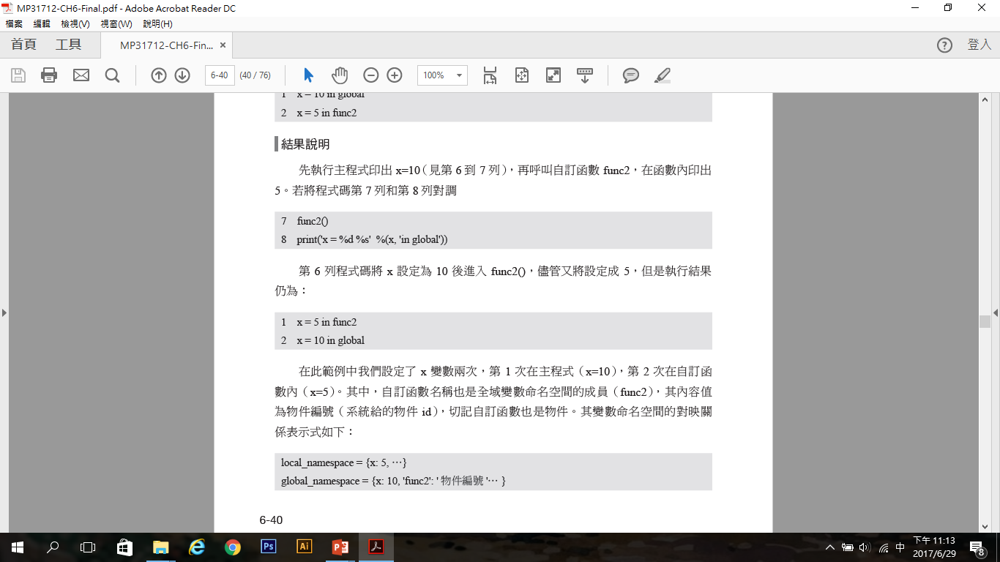 MP31712-CH6-Final.pdf - Adobe Acrobat Reader DC
檔案 編輯 檢視(V) 視窗(W) 說明(H)
首頁 工具 MP31712-CH6-Fin... × 登入
6-40 (40 / 76) 100%
1 x = 10 in global
2 x = 5 in func2
結果說明
先執行主程式印出 x=10（見第 6 到 7 列），再呼叫自訂函數 func2，在函數內印出
5。若將程式碼第 7 列和第 8 列對調
7 func2()
8 print('x = %d %s' %(x, 'in global'))
第 6 列程式碼將 x 設定為 10 後進入 func2()，儘管又將設定成 5，但是執行結果
仍為：
1 x = 5 in func2
2 x = 10 in global
在此範例中我們設定了 x 變數兩次，第 1 次在主程式（x=10），第 2 次在自訂函
數內（x=5）。其中，自訂函數名稱也是全域變數命名空間的成員（func2），其內容值
為物件編號（系統給的物件 id），切記自訂函數也是物件。其變數命名空間的對映關
係表示式如下：
local_namespace = {x: 5, …}
global_namespace = {x: 10, 'func2': ' 物件編號 '… }
6-40
Ps Ai 中 下午 11:13
2017/6/29 8